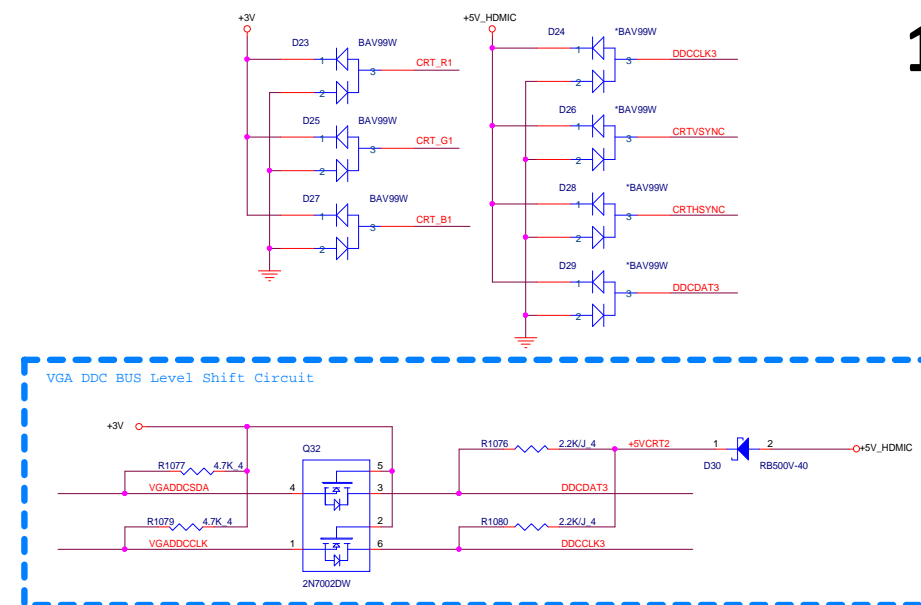 +3V
D23 BAV99W
1
3 CRT_R1
2
D25 BAV99W
1
3 CRT_G1
2
D27 BAV99W
1
3 CRT_B1
2
+5V_HDMIC
D24 *BAV99W
1
3 DDCCLK3
2
D26 *BAV99W
1
3 CRTVSYNC
2
D28 *BAV99W
1
3 CRTHSYNC
2
D29 *BAV99W
1
3 DDCDAT3
2
VGA DDC BUS Level Shift Circuit
+3V
R1077 4.7K_4
VGADDCSDA
R1079 4.7K_4
VGADDCCLK
Q32
5
4 3
2
1 6
2N7002DW
R1076 2.2K/J_4 +5VCRT2
DDCDAT3
R1080 2.2K/J_4
DDCCLK3
1 2 +5V_HDMIC
D30 RB500V-40